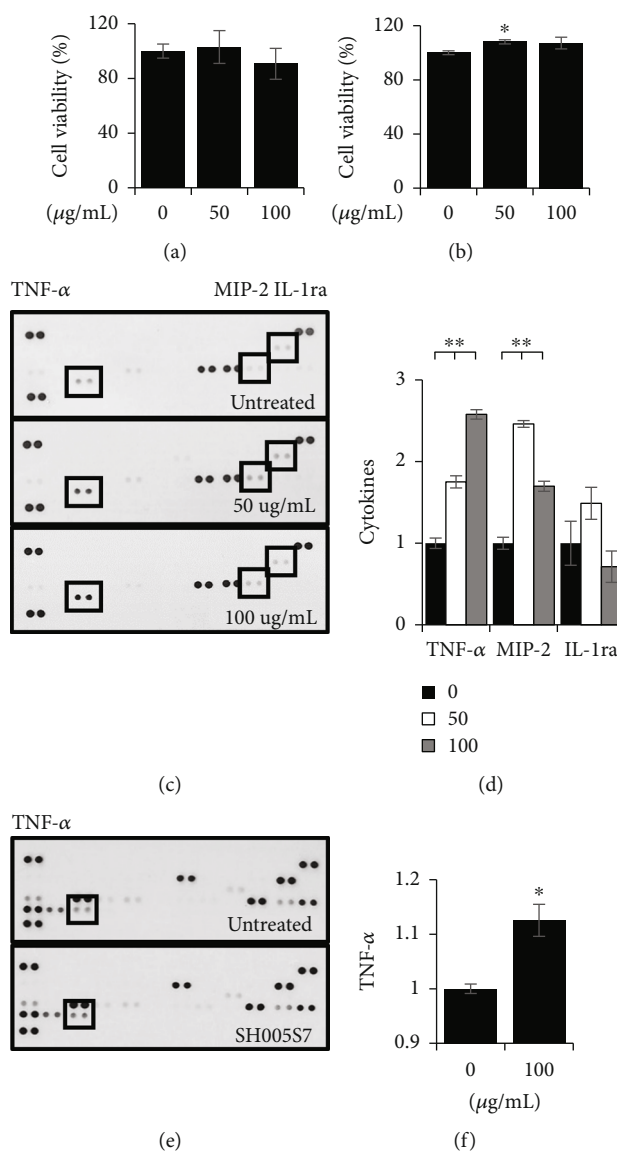 120
80
40
0
Cell viability (%)
(μg/mL) 0 50 100
(a)
120
80
40
0
Cell viability (%)
*
(μg/mL) 0 50 100
(b)
TNF-α MIP-2 IL-1ra
Untreated
50 ug/mL
100 ug/mL
(c)
** **
3
2
1
0
Cytokines
TNF-α MIP-2 IL-1ra
0
50
100
(d)
TNF-α
Untreated
SH005S7
(e)
1.2
1.1
1
0.9
TNF-α
*
0 100
(μg/mL)
(f)